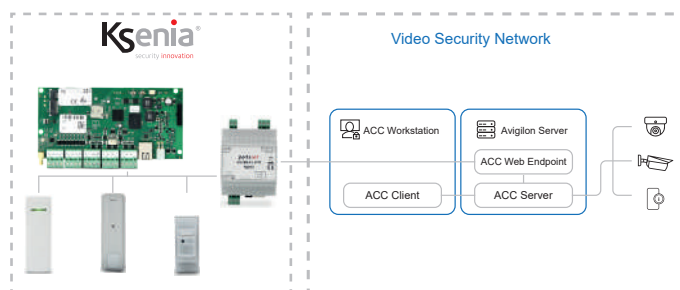 Ksenia®
security innovation
Video Security Network
ACC Workstation
Avigilon Server
ACC Web Endpoint
ACC Client
ACC Server